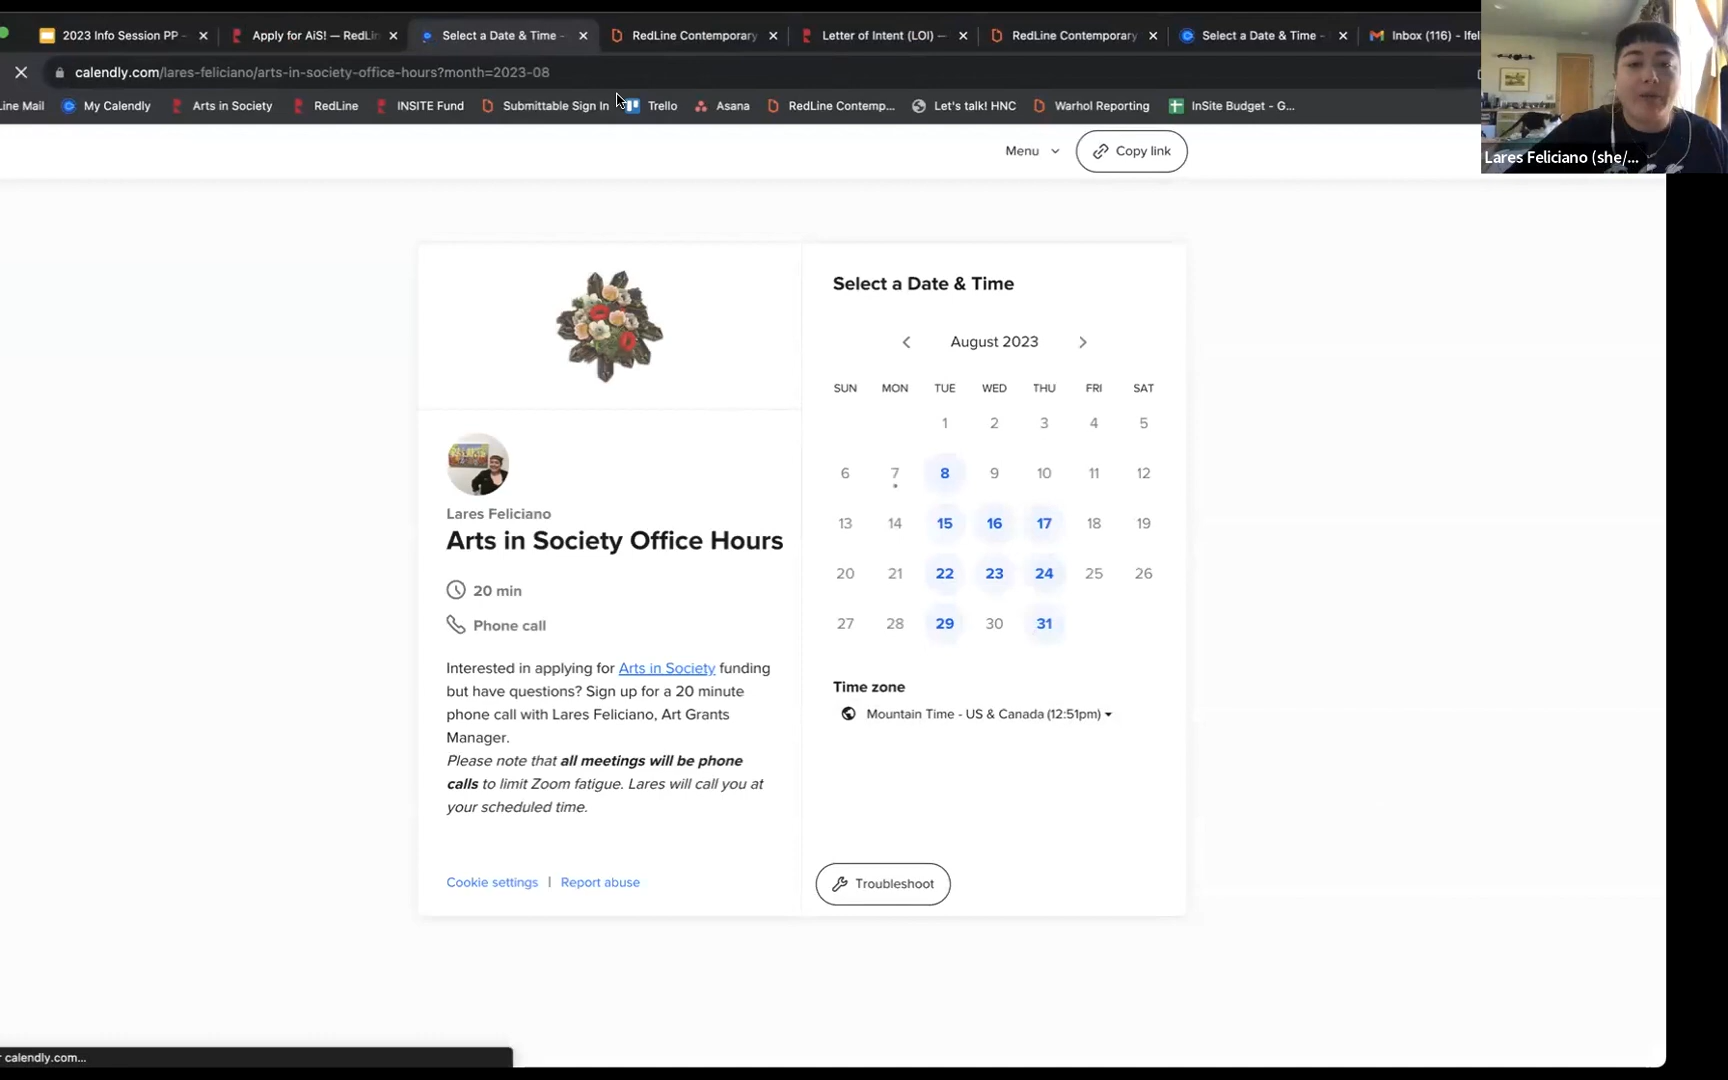 2023 Info Session PP -
Apply for AiS! — RedLin
Select a Date & Time -
RedLine Contemporary
Letter of Intent (LOI) —
RedLine Contemporary
Select a Date & Time -
Inbox (116) - lfeli
calendly.com/lares-feliciano/arts-in-society-office-hours?month=2023-08
Line Mail
My Calendly
Arts in Society
RedLine
INSITE Fund
Submittable Sign In
Trello
Asana
RedLine Contemp...
Let's talk! HNC
Warhol Reporting
InSite Budget - G...
Lares Feliciano (she/...
Menu
Copy link
Lares Feliciano
Arts in Society Office Hours
20 min
Phone call
Interested in applying for Arts in Society funding
but have questions? Sign up for a 20 minute
phone call with Lares Feliciano, Art Grants
Manager.
Please note that all meetings will be phone
calls to limit Zoom fatigue. Lares will call you at
your scheduled time.
Cookie settings | Report abuse
Select a Date & Time
August 2023
SUN MON TUE WED THU FRI SAT
1 2 3 4 5
6 7 8 9 10 11 12
13 14 15 16 17 18 19
20 21 22 23 24 25 26
27 28 29 30 31
Time zone
Mountain Time - US & Canada (12:51pm)
Troubleshoot
calendly.com...